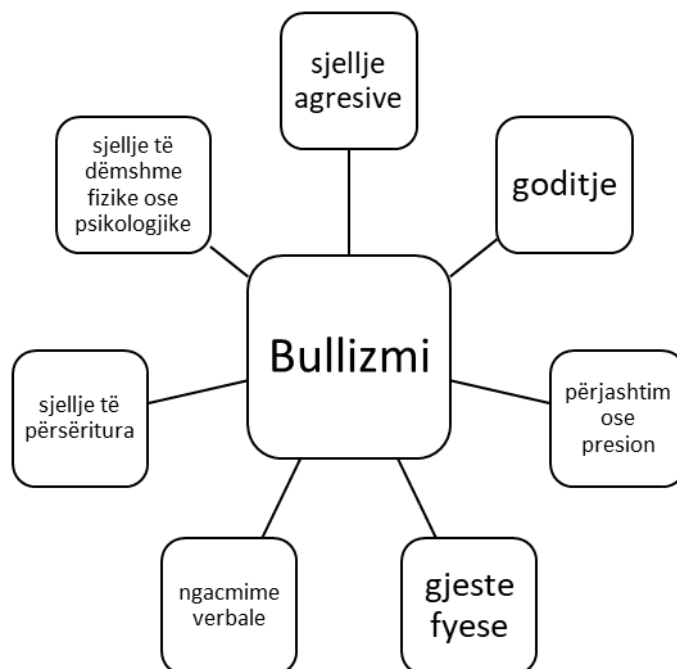 sjellje
agresive
goditje
sjellje të
dëmshme
fizike ose
psikologjike
Bullizmi
përjashtim
ose
presion
sjellje të
përsëritura
ngacmime
verbale
gjeste
fyese